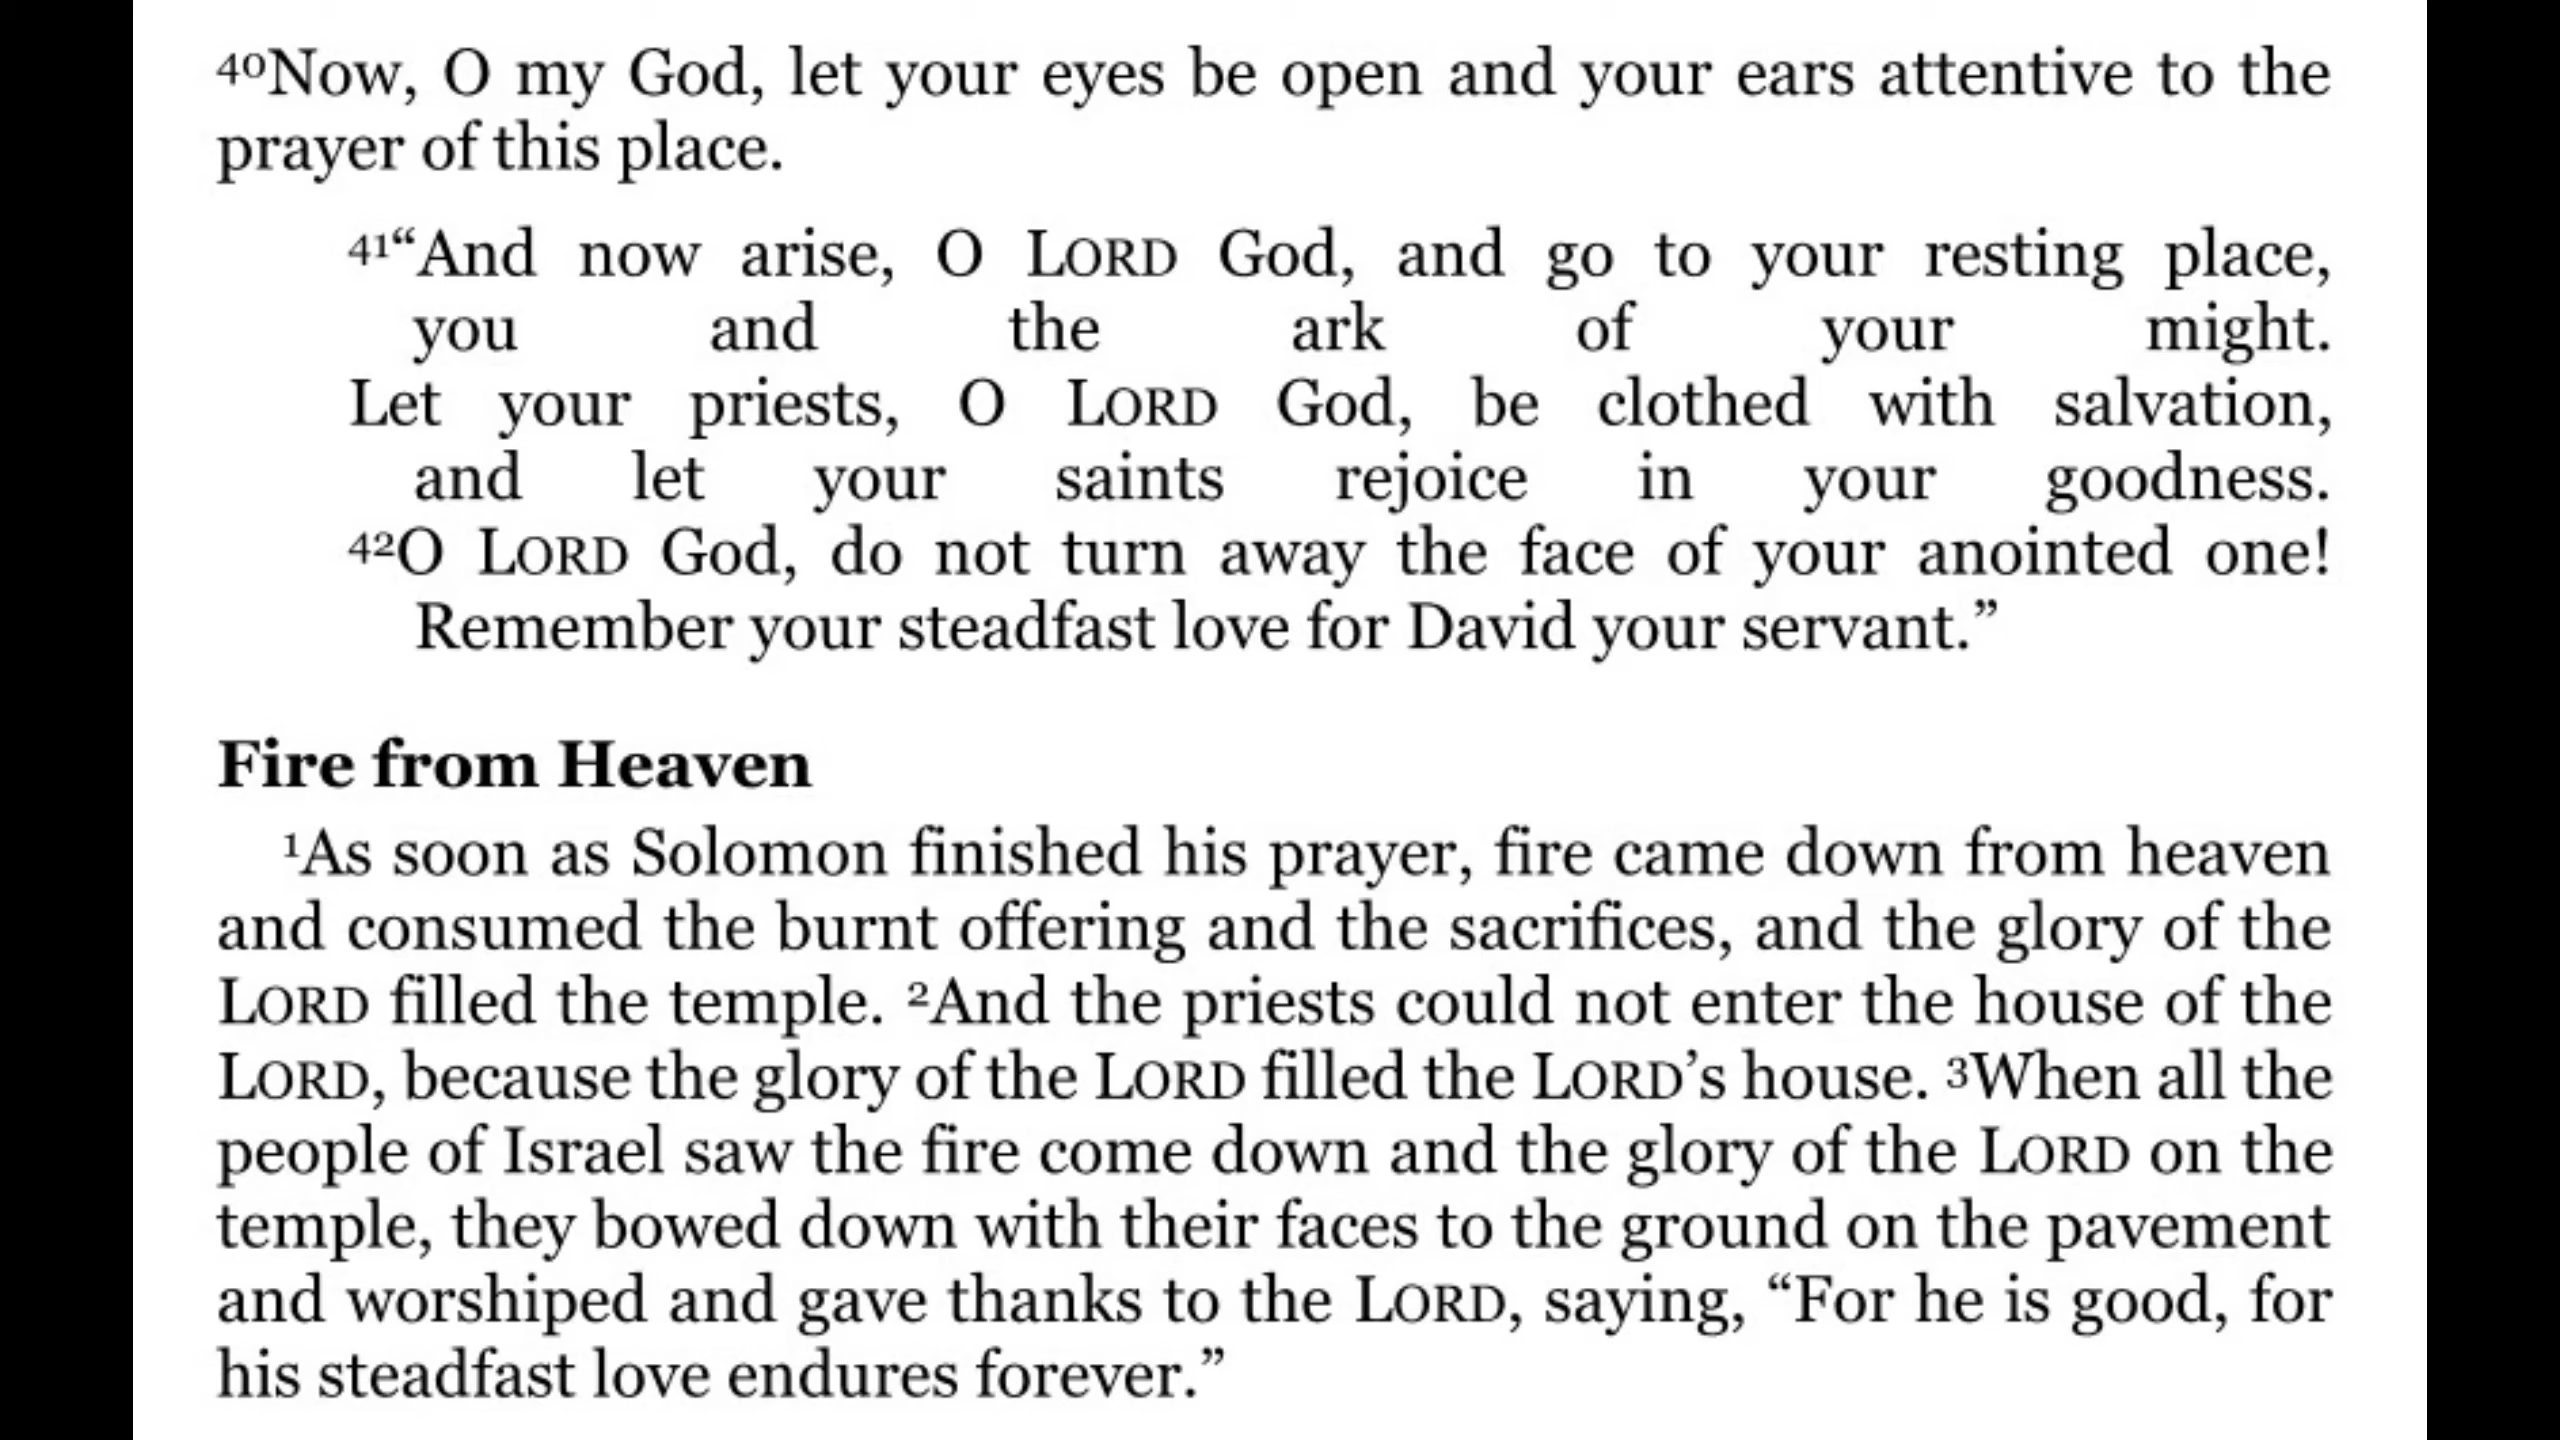 40Now, O my God, let your eyes be open and your ears attentive to the
prayer of this place.
41“And now arise, O LORD God, and go to your resting place,
you and the ark of your might.
Let your priests, O LORD God, be clothed with salvation,
and let your saints rejoice in your goodness.
42O LORD God, do not turn away the face of your anointed one!
Remember your steadfast love for David your servant.”
Fire from Heaven
1As soon as Solomon finished his prayer, fire came down from heaven
and consumed the burnt offering and the sacrifices, and the glory of the
LORD filled the temple. 2And the priests could not enter the house of the
LORD, because the glory of the LORD filled the LORD’s house. 3When all the
people of Israel saw the fire come down and the glory of the LORD on the
temple, they bowed down with their faces to the ground on the pavement
and worshiped and gave thanks to the LORD, saying, “For he is good, for
his steadfast love endures forever.”